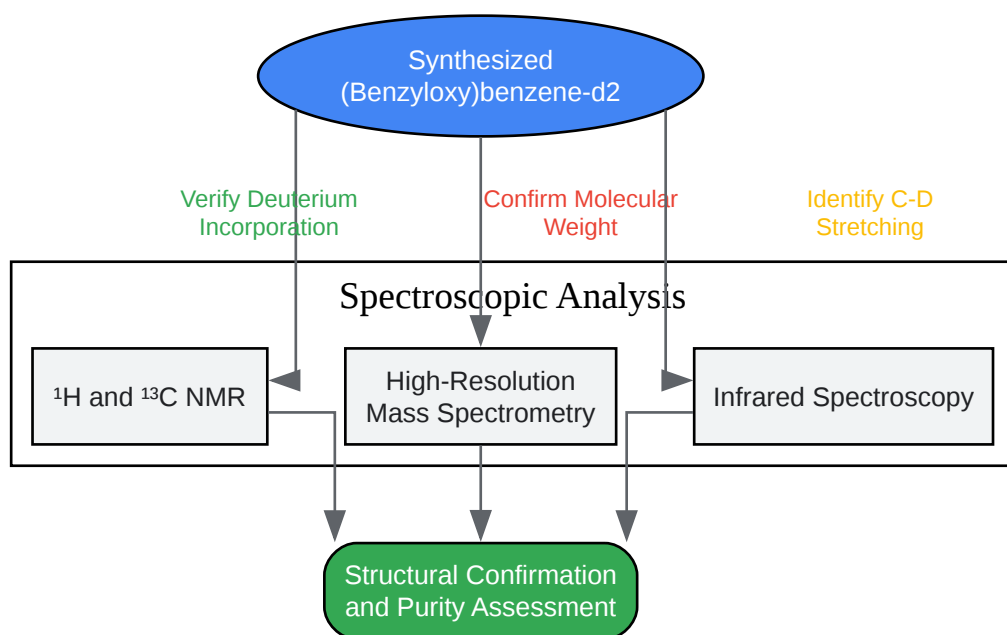 Synthesized
(Benzyloxy)benzene-d2
Verify Deuterium
Incorporation
Confirm Molecular
Weight
Identify C-D
Stretching
Spectroscopic Analysis
¹H and ¹³C NMR
High-Resolution
Mass Spectrometry
Infrared Spectroscopy
Structural Confirmation
and Purity Assessment